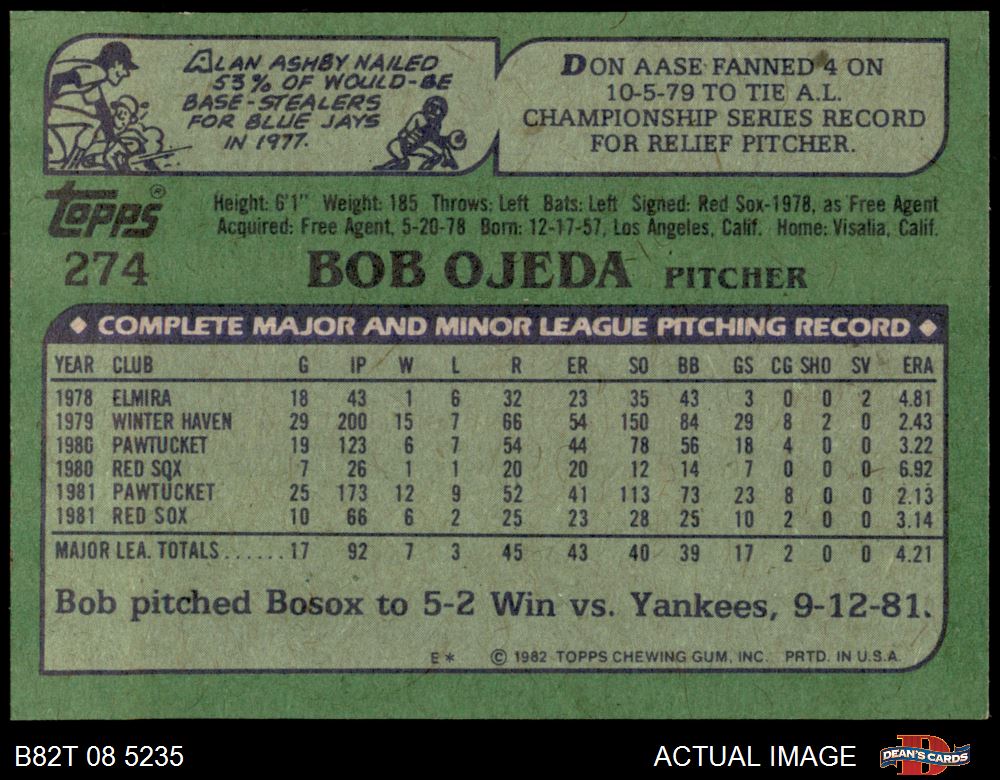 ALAN ASHBY NAILED
53% OF WOULD-BE
BASE-STEALERS
FOR BLUE JAYS
IN 1977.
DON AASE FANNED 4 ON
10-5-79 TO TIE A.L.
CHAMPIONSHIP SERIES RECORD
FOR RELIEF PITCHER.
Topps®
Height: 6'1" Weight: 185 Throws: Left Bats: Left Signed: Red Sox-1978, as Free Agent
Acquired: Free Agent, 5-20-78 Born: 12-17-57, Los Angeles, Calif. Home: Visalia, Calif.
274 BOB OJEDA PITCHER
COMPLETE MAJOR AND MINOR LEAGUE PITCHING RECORD
YEAR CLUB G IP W L R ER SO BB GS CG SHO SV ERA
1978 ELMIRA 18 43 1 6 32 23 35 43 3 0 0 2 4.81
1979 WINTER HAVEN 29 200 15 7 66 54 150 84 29 8 2 0 2.43
1980 PAWTUCKET 19 123 6 7 54 44 78 56 18 4 0 0 3.22
1980 RED SOX 7 26 1 1 20 20 12 14 7 0 0 0 6.92
1981 PAWTUCKET 25 173 12 9 52 41 113 73 23 8 0 0 2.13
1981 RED SOX 10 66 6 2 25 23 28 25 10 2 0 0 3.14
MAJOR LEA. TOTALS......17 92 7 3 45 43 40 39 17 2 0 0 4.21
Bob pitched Bosox to 5-2 Win vs. Yankees, 9-12-81.
E* © 1982 TOPPS CHEWING GUM, INC. PRTD. IN U.S.A.
B82T 08 5235 ACTUAL IMAGE DEAN'S CARDS